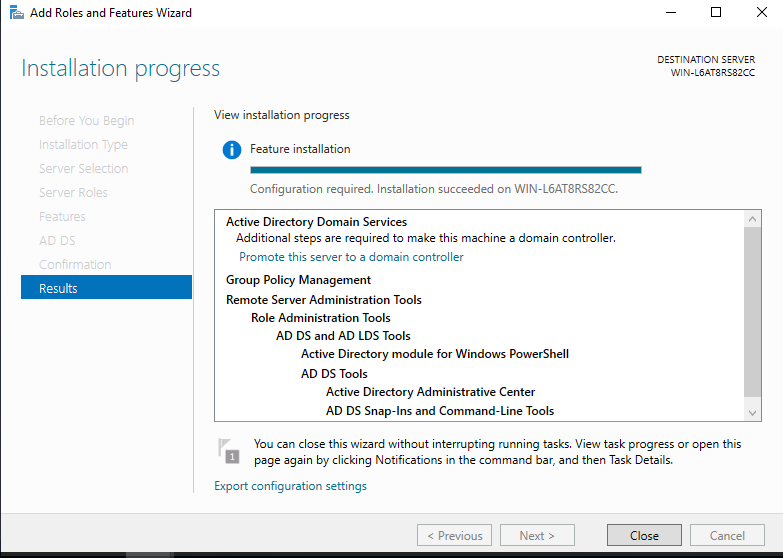 Add Roles and Features Wizard
Installation progress
DESTINATION SERVER
WIN-L6AT8RS82CC
Before You Begin
Installation Type
Server Selection
Server Roles
Features
AD DS
Confirmation
Results
View installation progress
Feature installation
Configuration required. Installation succeeded on WIN-L6AT8RS82CC.
Active Directory Domain Services
Additional steps are required to make this machine a domain controller.
Promote this server to a domain controller
Group Policy Management
Remote Server Administration Tools
Role Administration Tools
AD DS and AD LDS Tools
Active Directory module for Windows PowerShell
AD DS Tools
Active Directory Administrative Center
AD DS Snap-Ins and Command-Line Tools
1
You can close this wizard without interrupting running tasks. View task progress or open this
page again by clicking Notifications in the command bar, and then Task Details.
Export configuration settings
< Previous
Next >
Close
Cancel